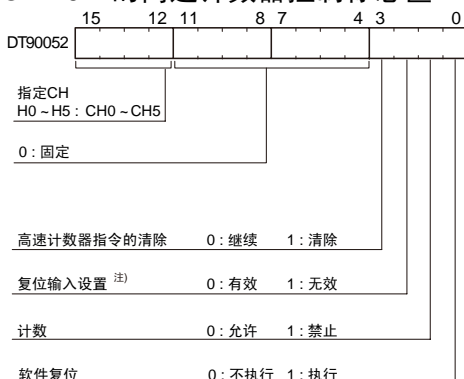 15 12 11 8 7 4 3 0
DT90052
指定CH
H0～H5：CH0～CH5
0：固定
高速计数器指令的清除 0：继续 1：清除
复位输入设置 注) 0：有效 1：无效
计数 0：允许 1：禁止
软件复位 0：不执行 1：执行